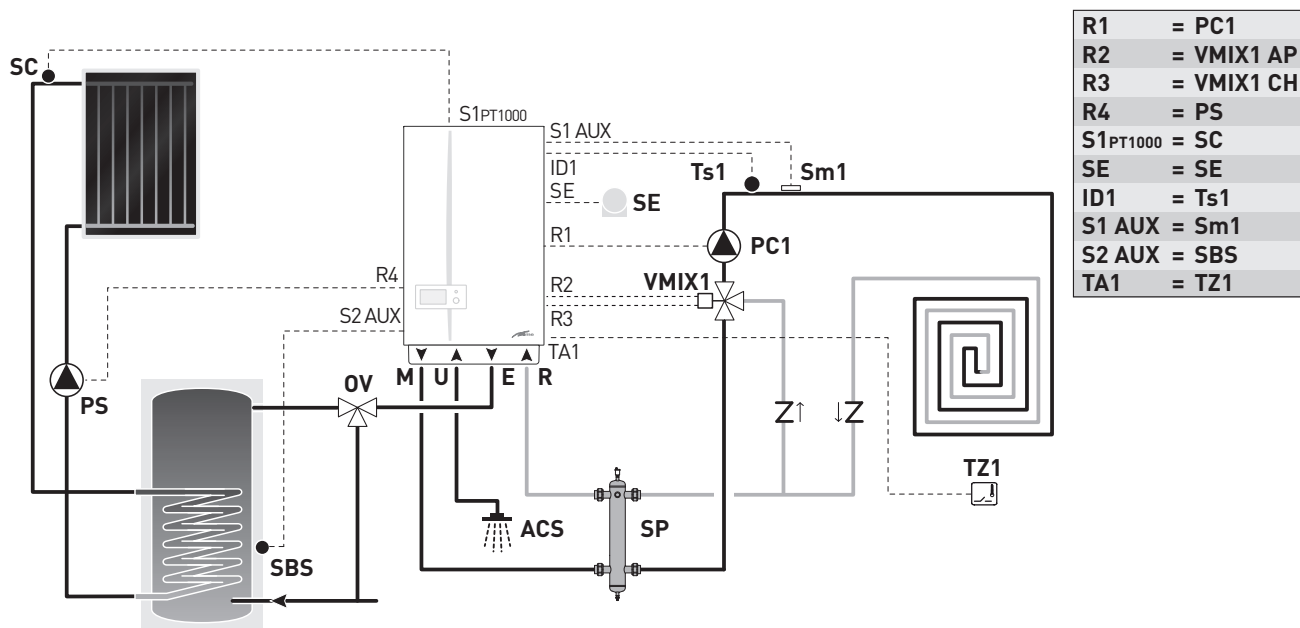 SC
S1PT1000
S1 AUX
ID1
SE
SE
Ts1
Sm1
R1
PC1
R4
R2
VMIX1
S2 AUX
R3
TA1
M
U
E
R
OV
PS
TZ1
ACS
SP
SBS
R1 = PC1
R2 = VMIX1 AP
R3 = VMIX1 CH
R4 = PS
S1PT1000 = SC
SE = SE
ID1 = Ts1
S1 AUX = Sm1
S2 AUX = SBS
TA1 = TZ1